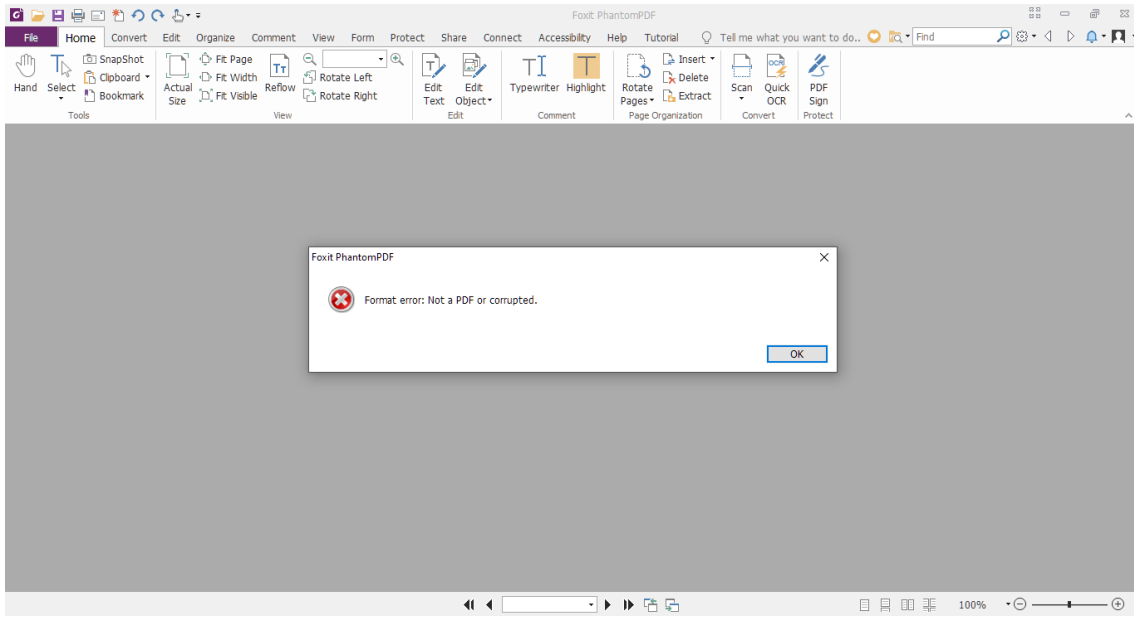 Foxit PhantomPDF
File Home Convert Edit Organize Comment View Form Protect Share Connect Accessibility Help Tutorial Tell me what you want to do.. Find
Hand
Select
SnapShot
Clipboard
Bookmark
Tools
Actual
Size
Fit Page
Fit Width
Fit Visible
Reflow
Rotate Left
Rotate Right
View
Edit
Text
Edit
Object
Edit
Typewriter
Highlight
Comment
Rotate
Pages
Insert
Delete
Extract
Page Organization
Scan
OCR
Quick
OCR
Convert
PDF
Sign
Protect
Foxit PhantomPDF
Format error: Not a PDF or corrupted.
OK
100%